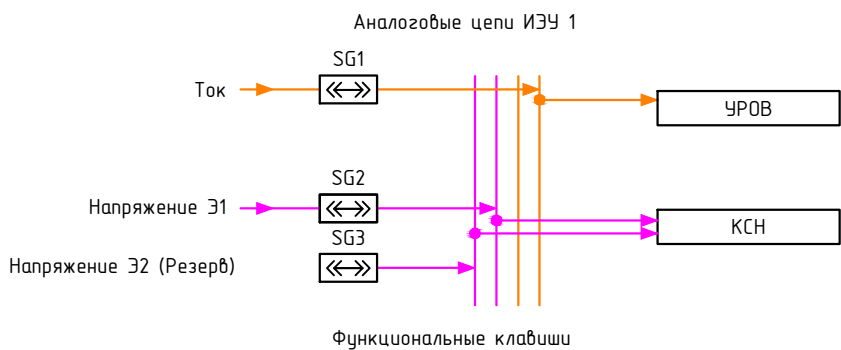 Аналоговые цепи ИЭУ 1
SG1
Ток
УРОВ
SG2
Напряжение Э1
КСН
SG3
Напряжение Э2 (Резерв)
Функциональные клавиши